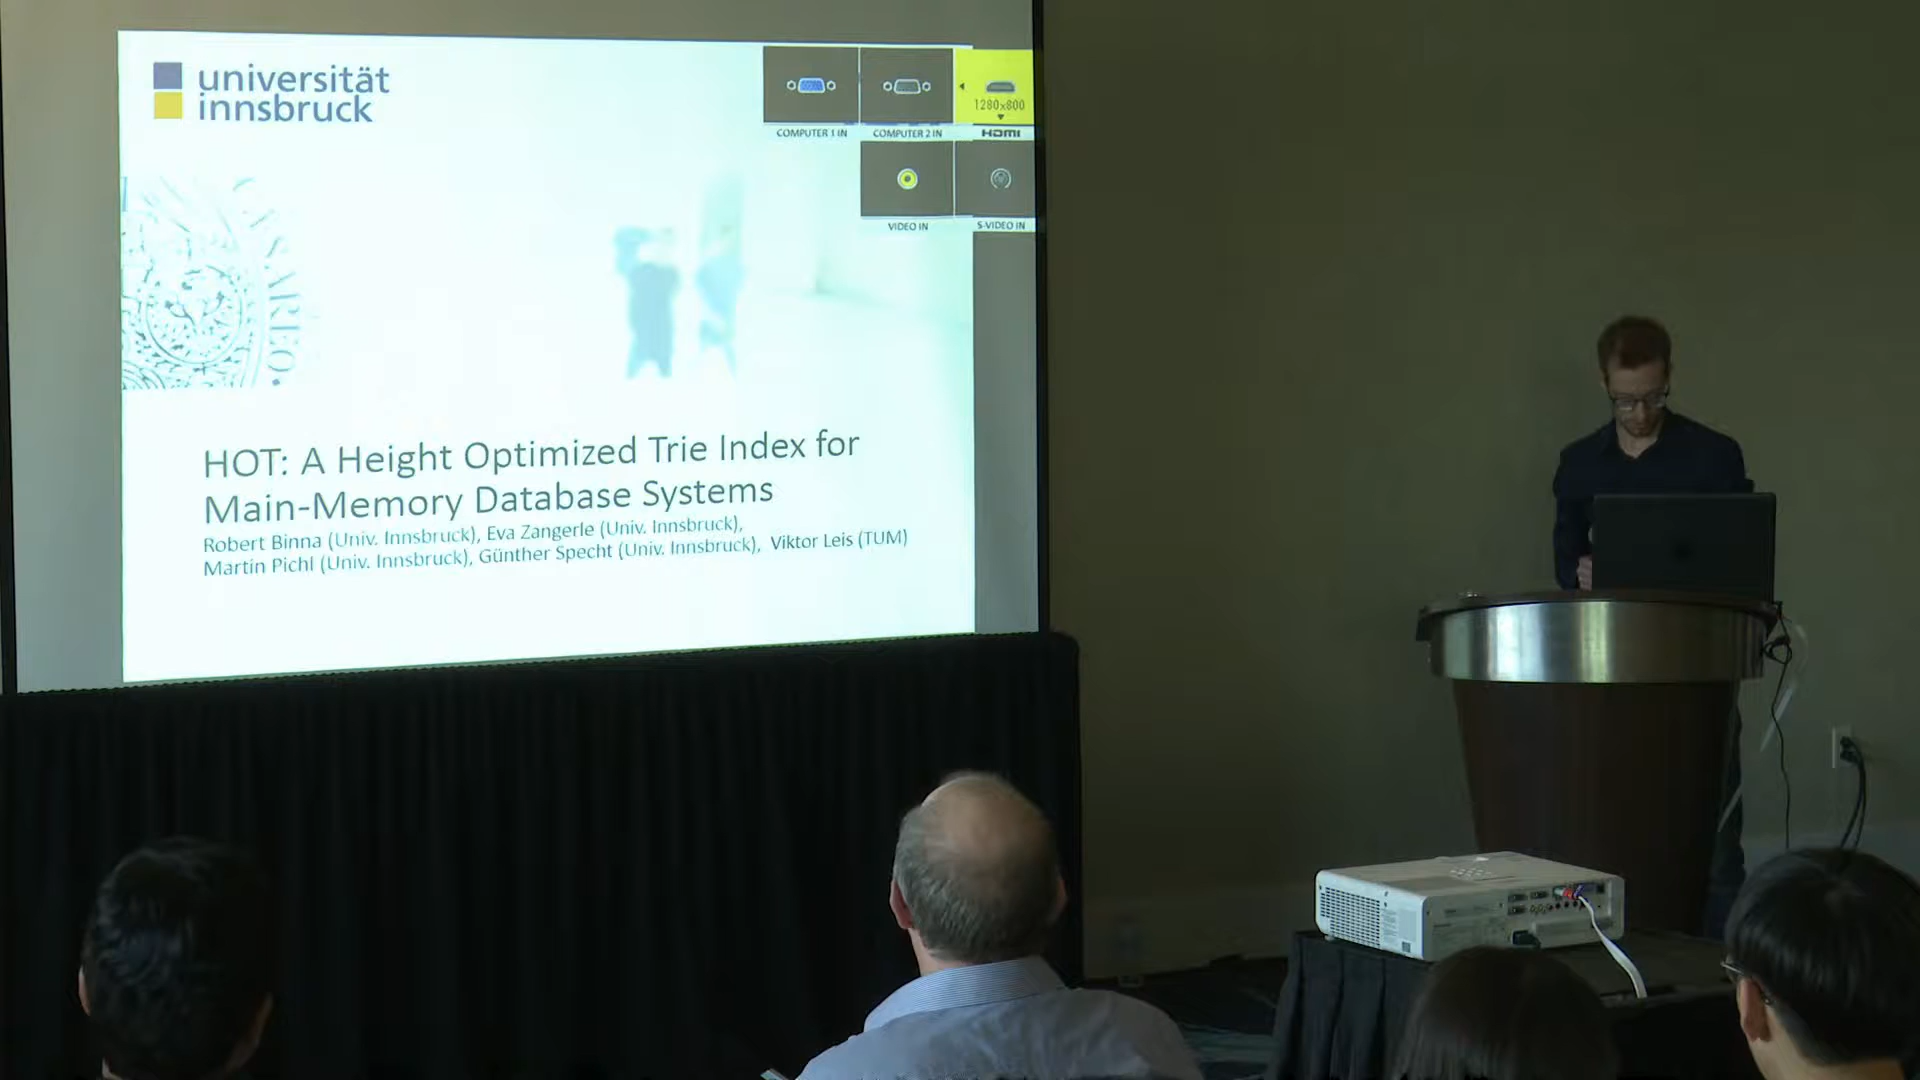 universität
innsbruck
COMPUTER 1 IN
COMPUTER 2 IN
1280x800
HDMI
VIDEO IN
S-VIDEO IN
HOT: A Height Optimized Trie Index for
Main-Memory Database Systems
Robert Binna (Univ. Innsbruck), Eva Zangerle (Univ. Innsbruck),
Martin Pichl (Univ. Innsbruck), Günther Specht (Univ. Innsbruck), Viktor Leis (TUM)